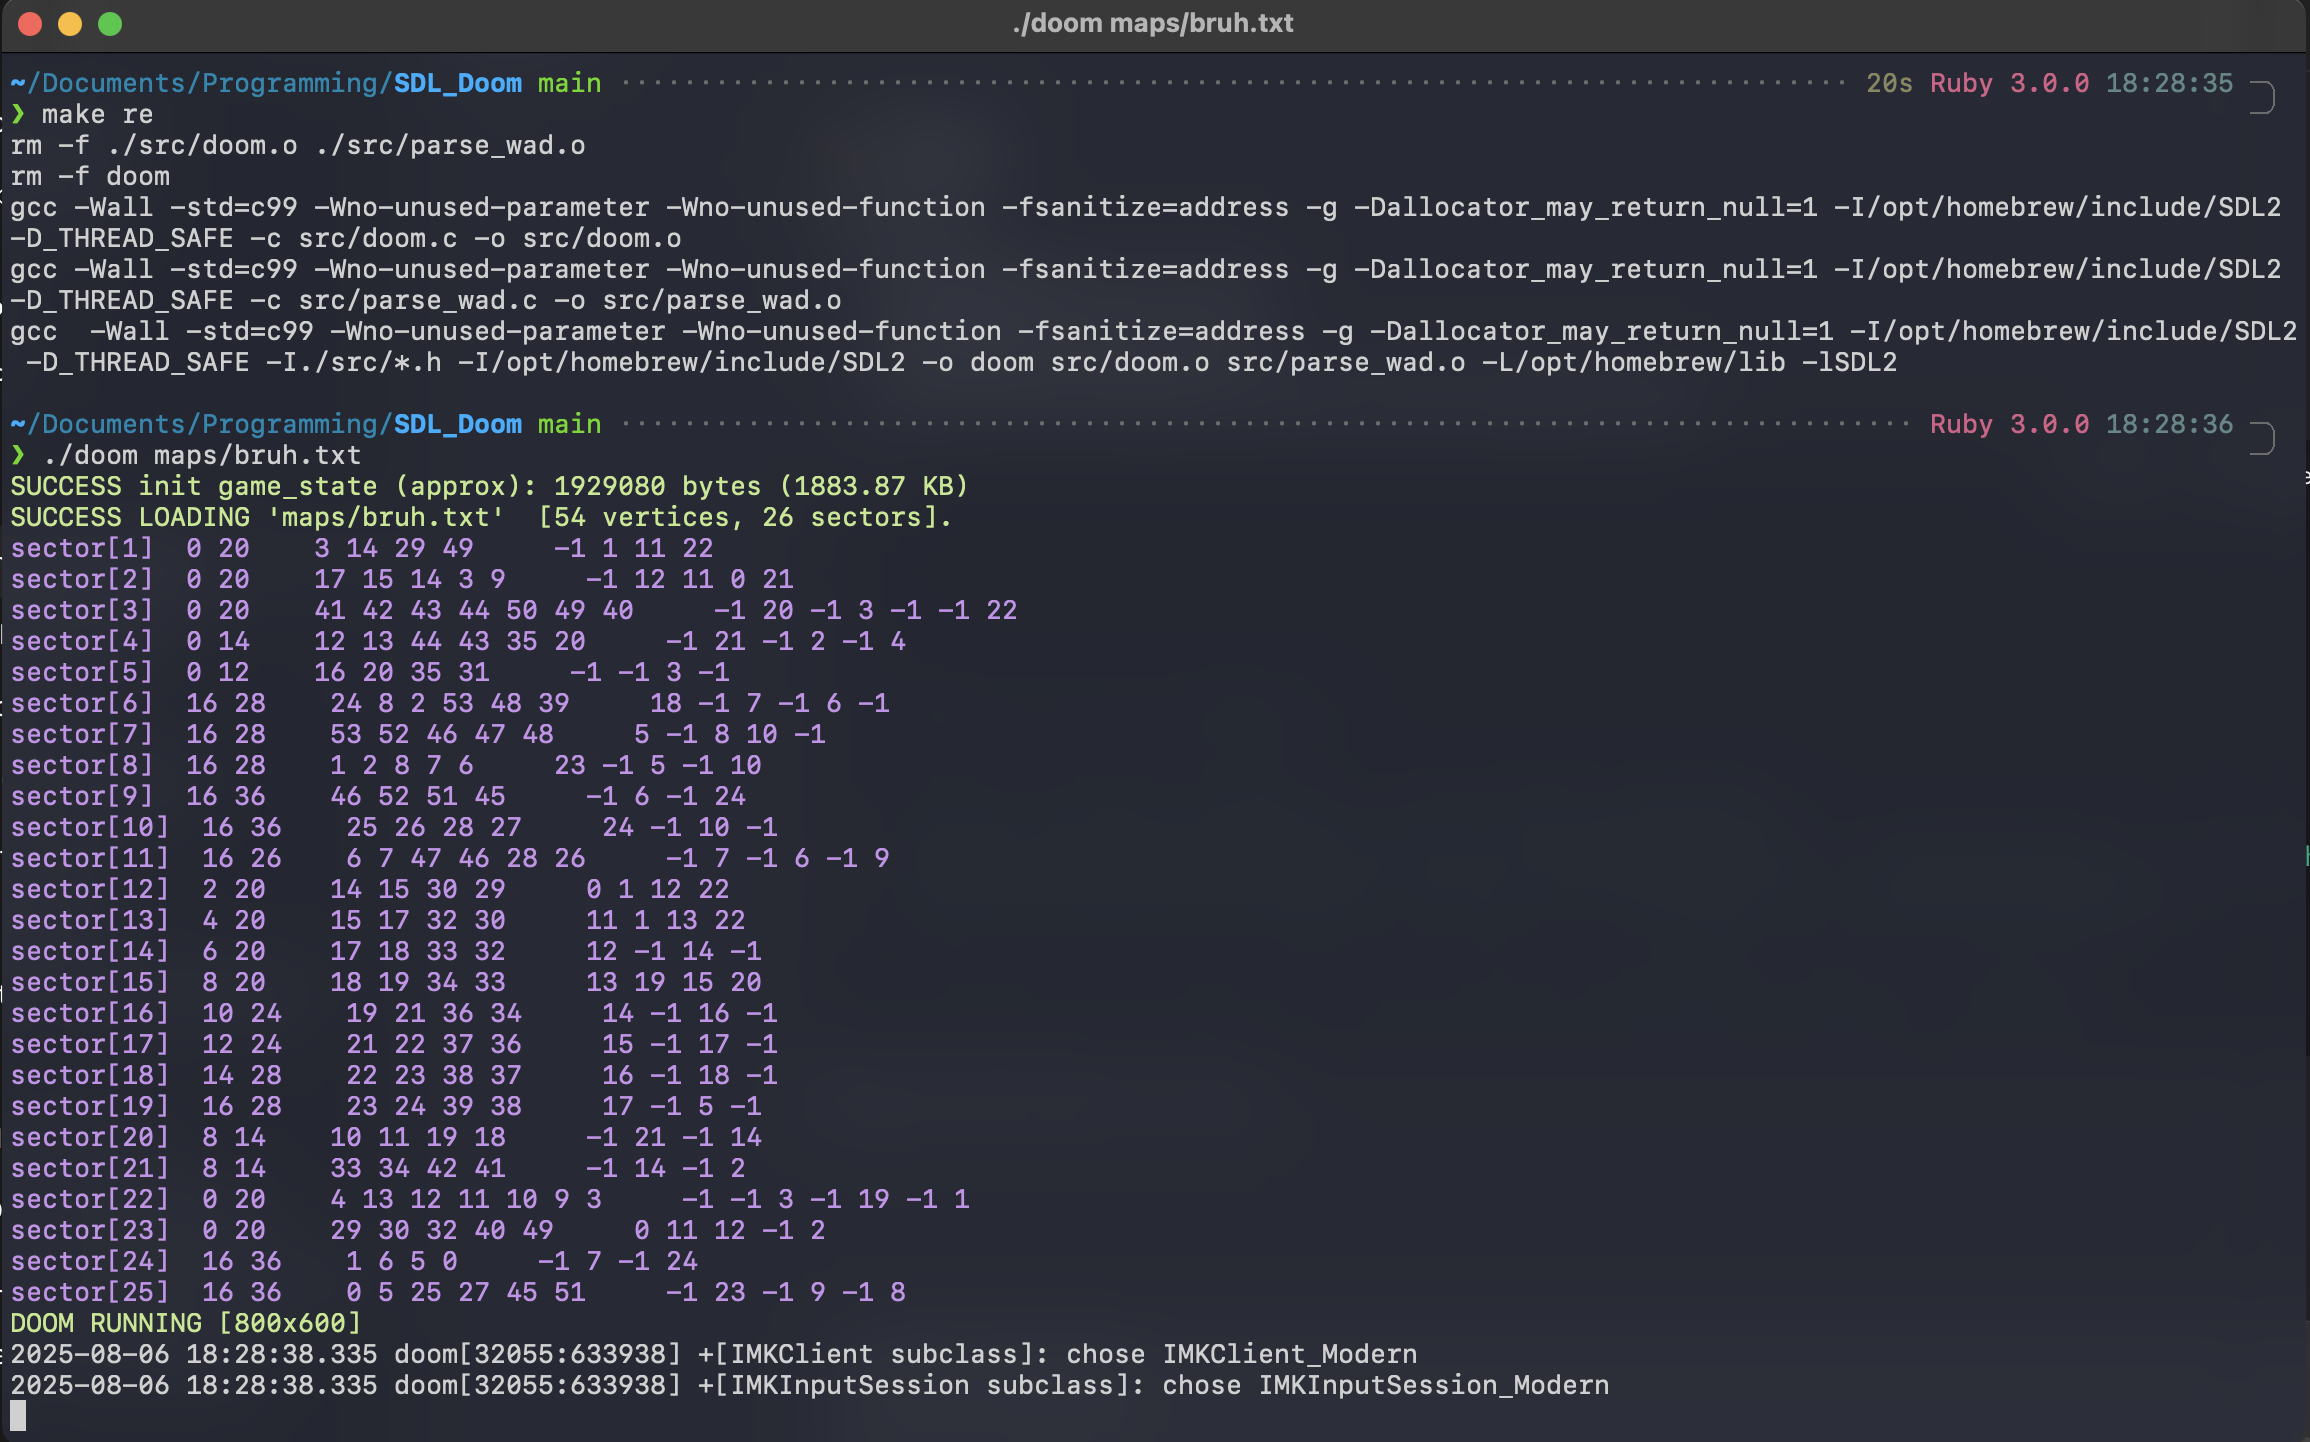 ./doom maps/bruh.txt
~/Documents/Programming/SDL_Doom main 20s Ruby 3.0.0 18:28:35
❯ make re
rm -f ./src/doom.o ./src/parse_wad.o
rm -f doom
gcc -Wall -std=c99 -Wno-unused-parameter -Wno-unused-function -fsanitize=address -g -Dallocator_may_return_null=1 -I/opt/homebrew/include/SDL2
-D_THREAD_SAFE -c src/doom.c -o src/doom.o
gcc -Wall -std=c99 -Wno-unused-parameter -Wno-unused-function -fsanitize=address -g -Dallocator_may_return_null=1 -I/opt/homebrew/include/SDL2
-D_THREAD_SAFE -c src/parse_wad.c -o src/parse_wad.o
gcc  -Wall -std=c99 -Wno-unused-parameter -Wno-unused-function -fsanitize=address -g -Dallocator_may_return_null=1 -I/opt/homebrew/include/SDL2
 -D_THREAD_SAFE -I./src/*.h -I/opt/homebrew/include/SDL2 -o doom src/doom.o src/parse_wad.o -L/opt/homebrew/lib -lSDL2
~/Documents/Programming/SDL_Doom main Ruby 3.0.0 18:28:36
❯ ./doom maps/bruh.txt
SUCCESS init game_state (approx): 1929080 bytes (1883.87 KB)
SUCCESS LOADING 'maps/bruh.txt'  [54 vertices, 26 sectors].
sector[1]  0 20    3 14 29 49     -1 1 11 22
sector[2]  0 20    17 15 14 3 9     -1 12 11 0 21
sector[3]  0 20    41 42 43 44 50 49 40     -1 20 -1 3 -1 -1 22
sector[4]  0 14    12 13 44 43 35 20     -1 21 -1 2 -1 4
sector[5]  0 12    16 20 35 31     -1 -1 3 -1
sector[6]  16 28    24 8 2 53 48 39     18 -1 7 -1 6 -1
sector[7]  16 28    53 52 46 47 48     5 -1 8 10 -1
sector[8]  16 28    1 2 8 7 6     23 -1 5 -1 10
sector[9]  16 36    46 52 51 45     -1 6 -1 24
sector[10]  16 36    25 26 28 27     24 -1 10 -1
sector[11]  16 26    6 7 47 46 28 26     -1 7 -1 6 -1 9
sector[12]  2 20    14 15 30 29     0 1 12 22
sector[13]  4 20    15 17 32 30     11 1 13 22
sector[14]  6 20    17 18 33 32     12 -1 14 -1
sector[15]  8 20    18 19 34 33     13 19 15 20
sector[16]  10 24    19 21 36 34     14 -1 16 -1
sector[17]  12 24    21 22 37 36     15 -1 17 -1
sector[18]  14 28    22 23 38 37     16 -1 18 -1
sector[19]  16 28    23 24 39 38     17 -1 5 -1
sector[20]  8 14    10 11 19 18     -1 21 -1 14
sector[21]  8 14    33 34 42 41     -1 14 -1 2
sector[22]  0 20    4 13 12 11 10 9 3     -1 -1 3 -1 19 -1 1
sector[23]  0 20    29 30 32 40 49     0 11 12 -1 2
sector[24]  16 36    1 6 5 0     -1 7 -1 24
sector[25]  16 36    0 5 25 27 45 51     -1 23 -1 9 -1 8
DOOM RUNNING [800x600]
2025-08-06 18:28:38.335 doom[32055:633938] +[IMKClient subclass]: chose IMKClient_Modern
2025-08-06 18:28:38.335 doom[32055:633938] +[IMKInputSession subclass]: chose IMKInputSession_Modern